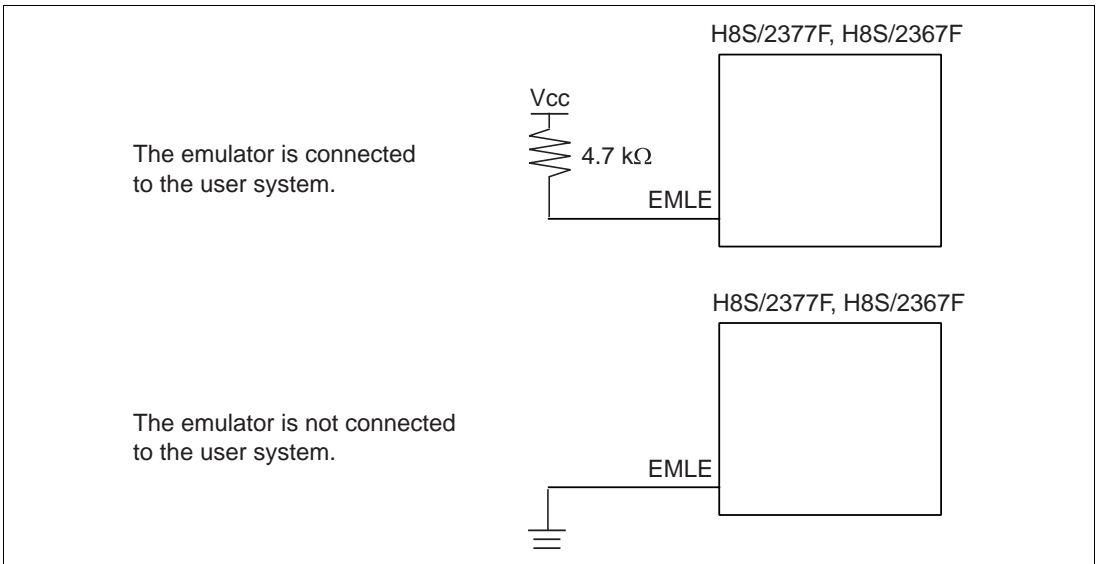 H8S/2377F, H8S/2367F
Vcc
The emulator is connected
to the user system.
4.7 kΩ
EMLE
H8S/2377F, H8S/2367F
The emulator is not connected
to the user system.
EMLE